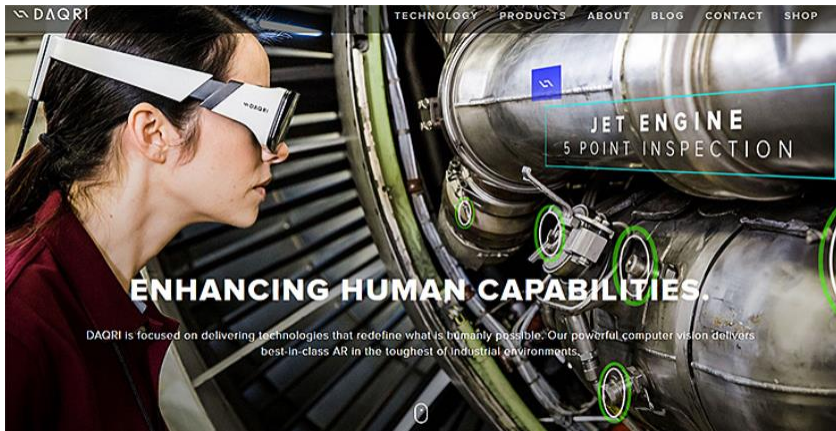 DAQRI
TECHNOLOGY PRODUCTS ABOUT BLOG CONTACT SHOP
DAQRI
JET ENGINE
5 POINT INSPECTION
ENHANCING HUMAN CAPABILITIES.
DAQRI is focused on delivering technologies that redefine what is humanly possible. Our powerful computer vision delivers
best-in-class AR in the toughest of industrial environments.